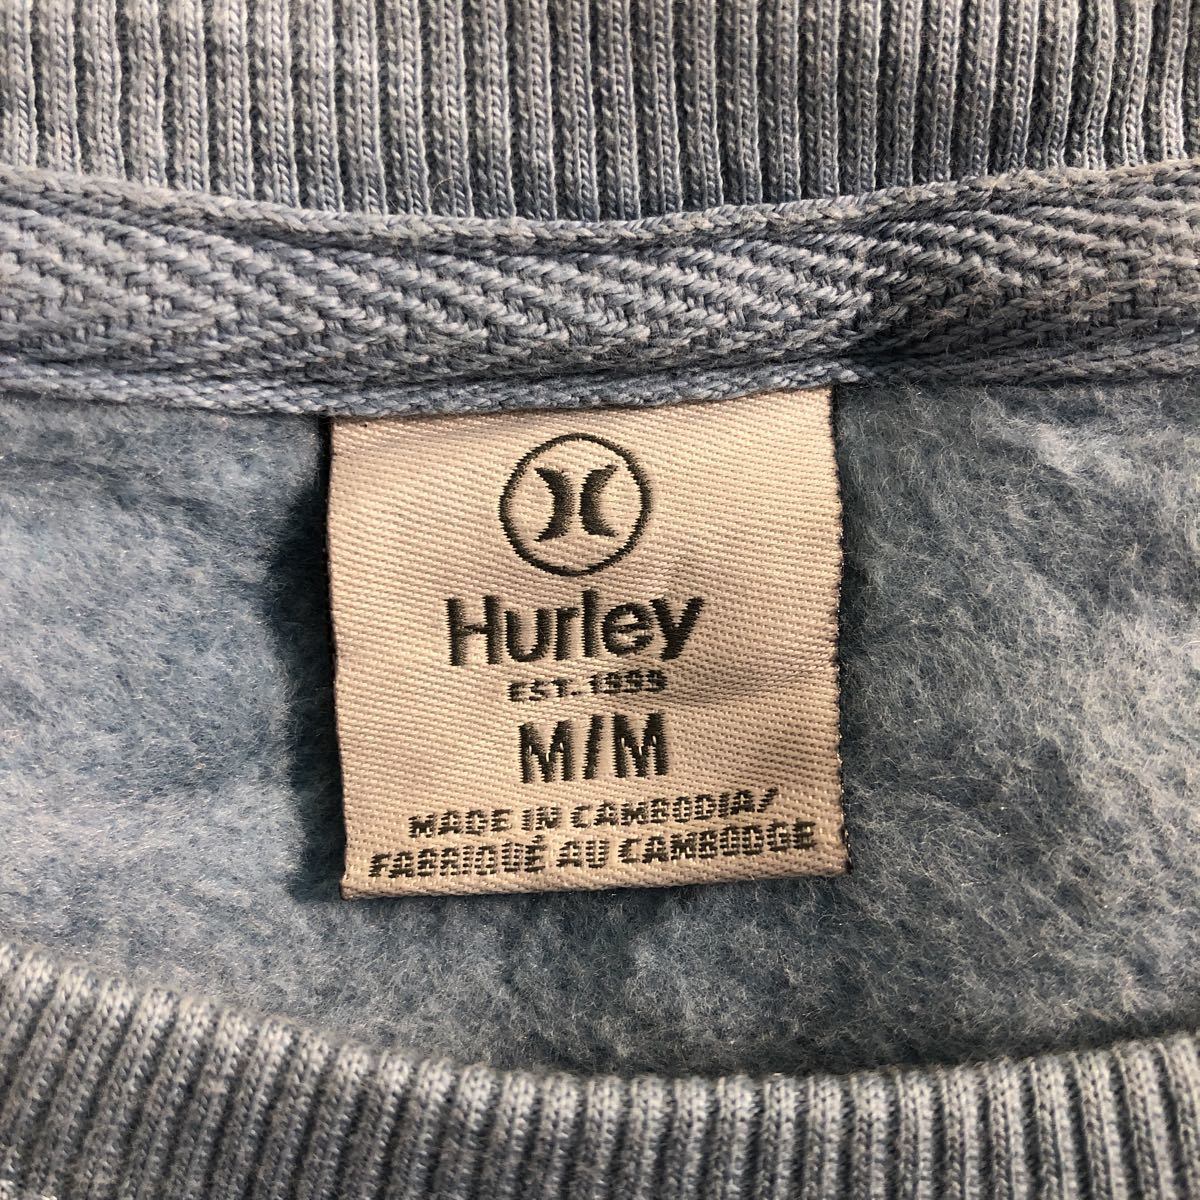 Hurley
EST.1999
M/M
MADE IN CAMBODIA/
FABRIQUÉ AU CAMBODGE